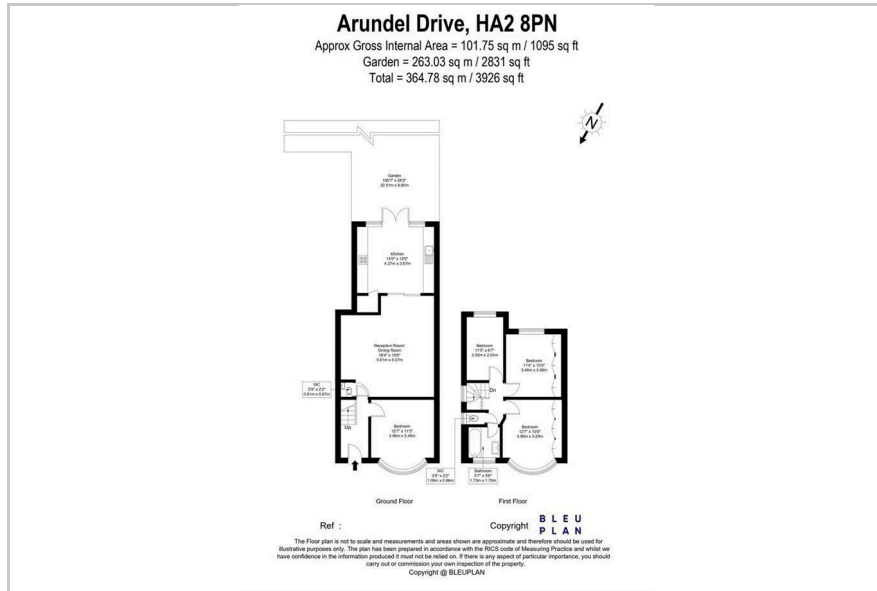 Arundel Drive, HA2 8PN
Approx Gross Internal Area = 101.75 sq m / 1095 sq ft
Garden = 263.03 sq m / 2831 sq ft
Total = 364.78 sq m / 3926 sq ft
N
Garden
Kitchen
Reception Room/
Dining Room
WC
Up
Bedroom
12'7" x 11'3"
Ground Floor
Bedroom
Bedroom
Dn
Bedroom
WC
Bathroom
First Floor
Ref :
Copyright
BLEU
PLAN
The Floor plan is not to scale and measurements and areas shown are approximate and therefore should be used for
illustrative purposes only. The plan has been prepared in accordance with the RICS code of Measuring Practice and whilst we
have confidence in the information produced it must not be relied on. If there is any aspect of particular importance, you should
carry out or commission your own inspection of the property.
Copyright @ BLEUPLAN